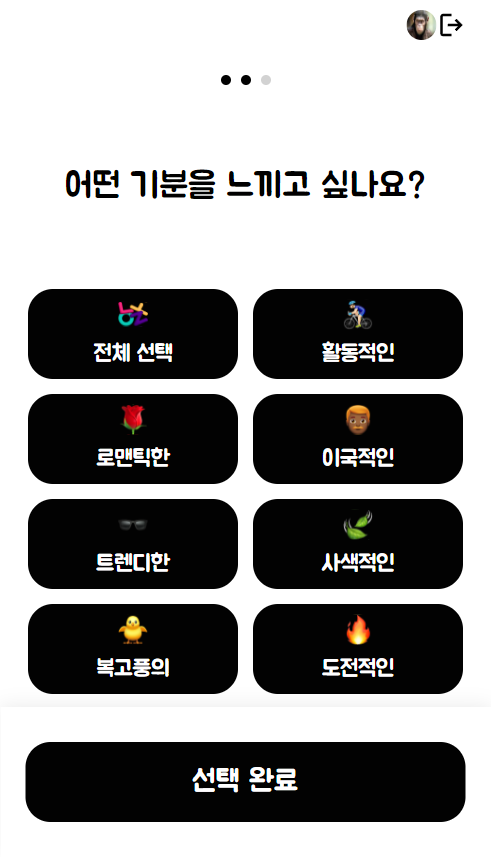 어떤 기분을 느끼고 싶나요?
전체 선택
활동적인
로맨틱한
이국적인
트렌디한
사색적인
복고풍의
도전적인
선택 완료